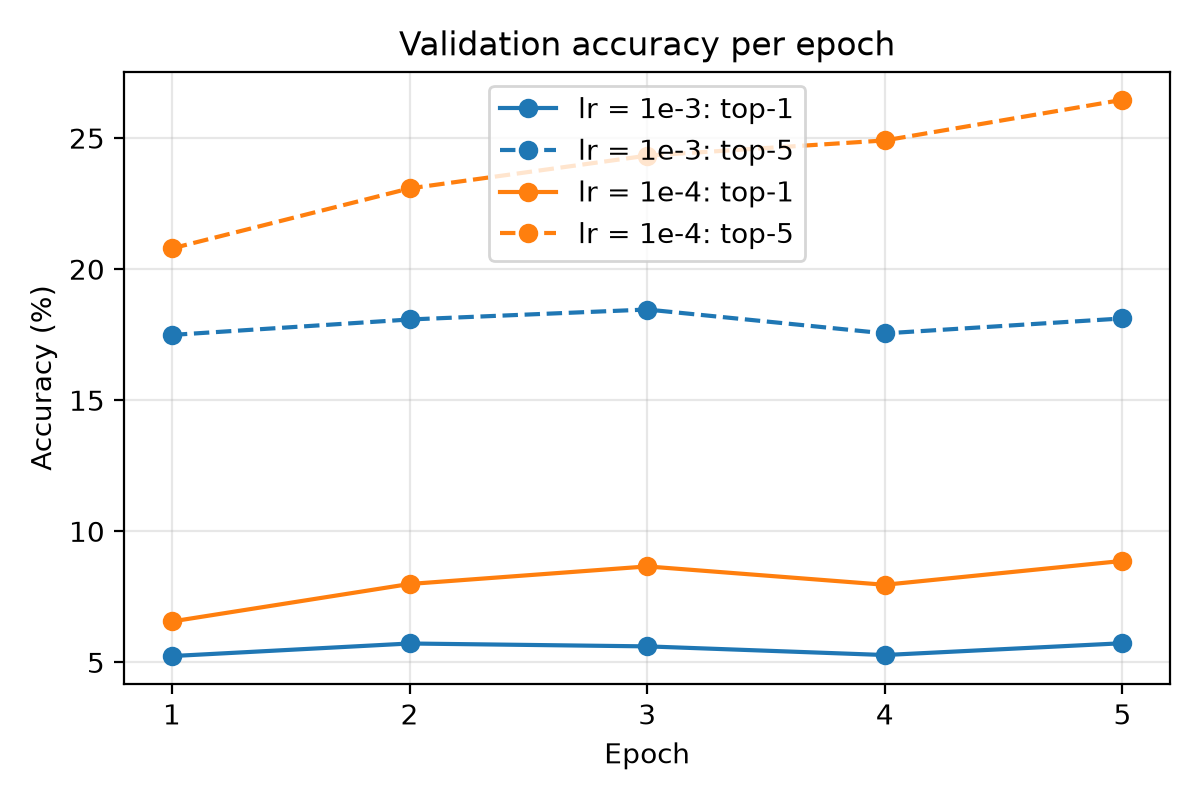 Validation accuracy per epoch
lr = 1e-3: top-1
lr = 1e-3: top-5
lr = 1e-4: top-1
lr = 1e-4: top-5
Accuracy (%)
25
20
15
10
5
1 2 3 4 5
Epoch